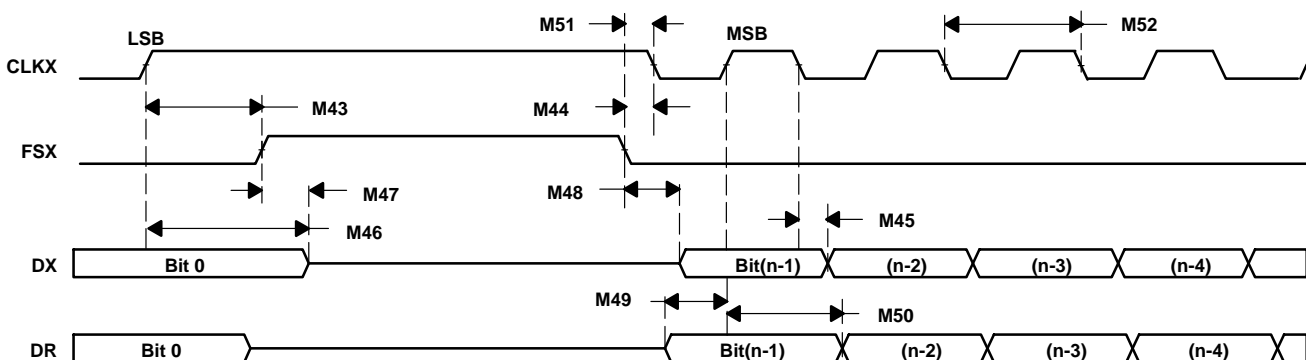 M51
MSB
M52
LSB
CLKX
M43
M44
FSX
M47
M48
M46
M45
DX Bit 0 Bit(n-1) (n-2) (n-3) (n-4)
M49
M50
DR Bit 0 Bit(n-1) (n-2) (n-3) (n-4)